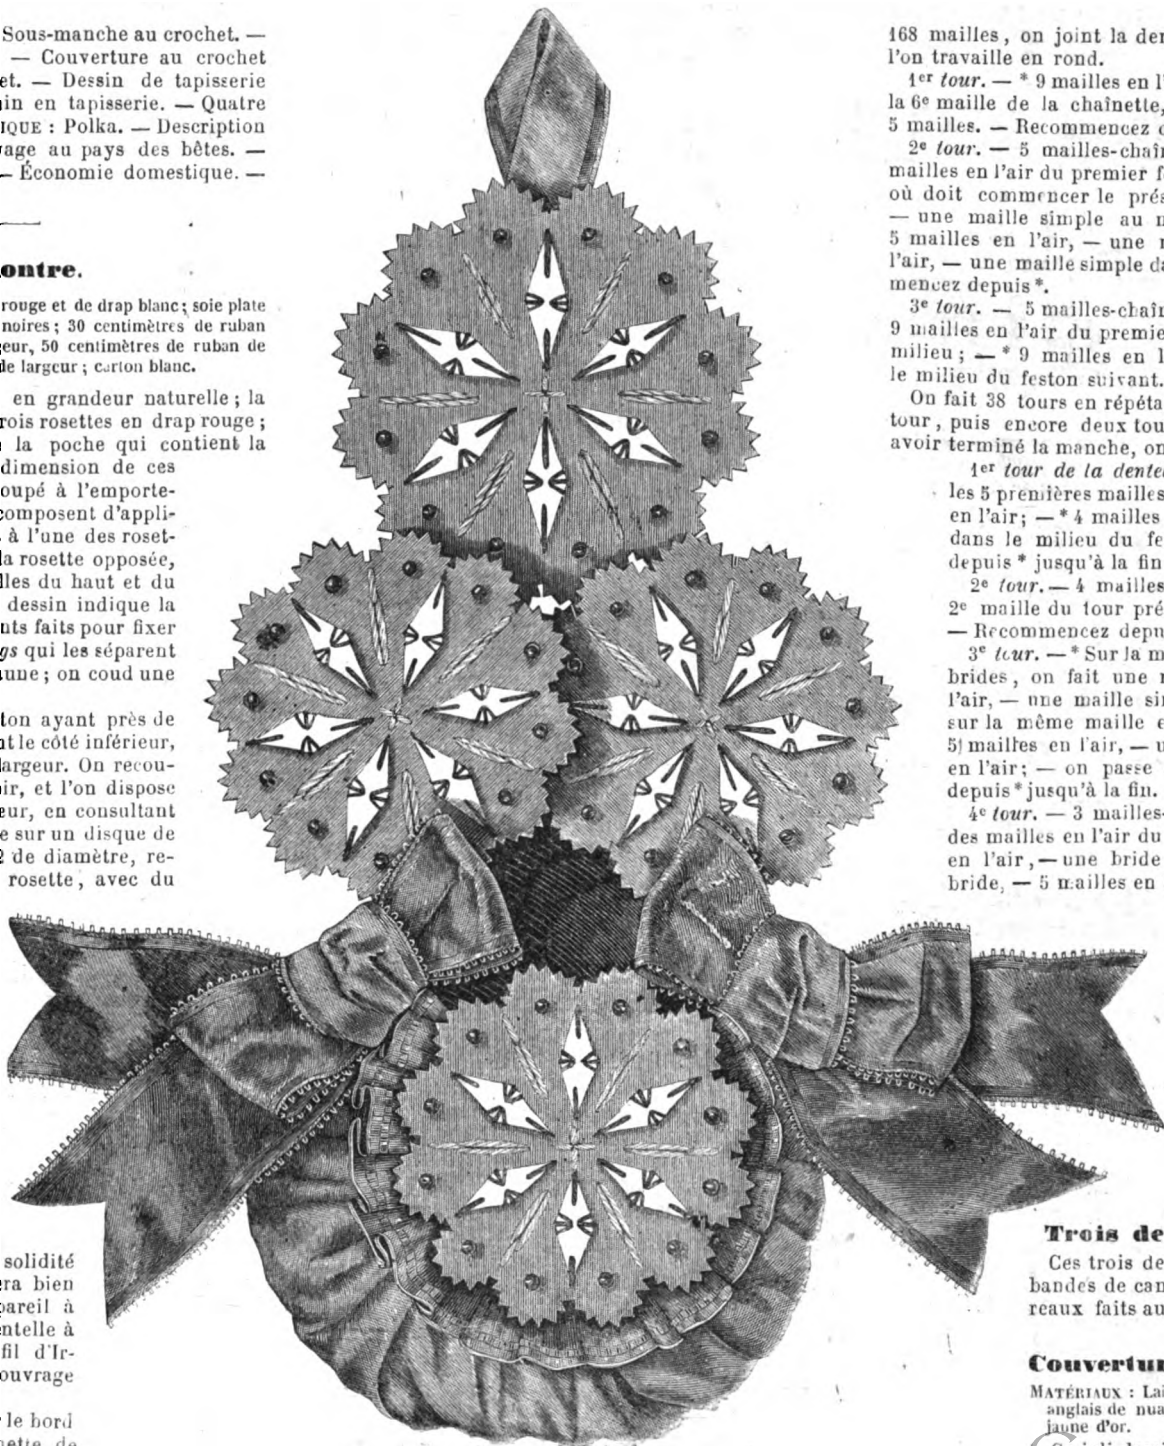 Sous-manche au crochet. —
— Couverture au crochet
et. — Dessin de tapisserie
in en tapisserie. — Quatre
IQUE : Polka. — Description
age au pays des bêtes. —
— Économie domestique. —
ontre.
rouge et de drap blanc; soie plate
noires ; 30 centimètres de ruban
eur, 50 centimètres de ruban de
de largeur ; carton blanc.
en grandeur naturelle ; la
rois rosettes en drap rouge ;
la poche qui contient la
dimension de ces
oupé à l'emporte-
composent d'appli-
à l'une des roset-
la rosette opposée,
lles du haut et du
dessin indique la
nts faits pour fixer
gs qui les séparent
une ; on coud une
ton ayant près de
nt le côté inférieur,
largeur. On recou-
ir, et l'on dispose
eur, en consultant
e sur un disque de
2 de diamètre, re-
rosette, avec du
solidité
era bien
pareil à
entelle à
fil d'Ir-
ouvrage
le bord
ette de
168 mailles, on joint la der
l'on travaille en rond.
1er tour. — * 9 mailles en l'
la 6e maille de la chaînette,
5 mailles. — Recommencez
2e tour. — 5 mailles-chaîn
mailles en l'air du premier f
où doit commencer le prés
— une maille simple au m
5 mailles en l'air, — une
l'air, — une maille simple da
mencez depuis *.
3e tour. — 5 mailles-chaîn
9 mailles en l'air du premie
milieu ; — * 9 mailles en l
le milieu du feston suivant.
On fait 38 tours en répéta
tour, puis encore deux tou
avoir terminé la manche, on
1er tour de la dente
les 5 premières mailles
en l'air; — * 4 mailles
dans le milieu du fe
depuis * jusqu'à la fin
2e tour. — 4 mailles
2e maille du tour pré
— Recommencez depu
3e tour. — * Sur la m
brides, on fait une
l'air, — une maille sil
sur la même maille e
5 mailles en l'air, — u
en l'air; — on passe
depuis * jusqu'à la fin.
4e tour. — 3 mailles-
des mailles en l'air du
en l'air, — une bride
bride, — 5 mailles en
Trois de
Ces trois de
bandes de can
reaux faits au
Couvertur
MATÉRIAUX : Lai
anglais de nua
jaune d'or.